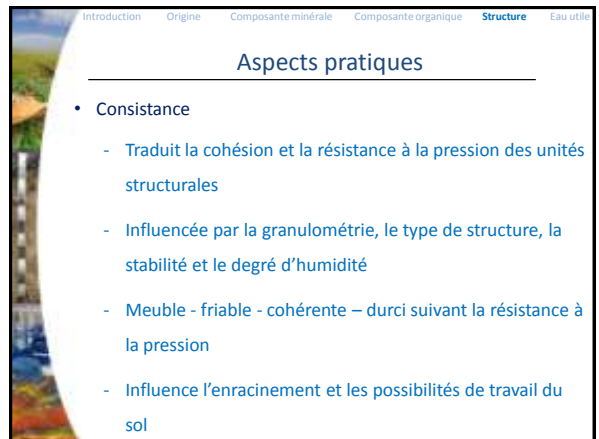 Introduction Origine Composante minérale Composante organique Structure Eau utile
Aspects pratiques
• Consistance
- Traduit la cohésion et la résistance à la pression des unités
structurales
- Influencée par la granulométrie, le type de structure, la
stabilité et le degré d’humidité
- Meuble - friable - cohérente – durci suivant la résistance à
la pression
- Influence l’enracinement et les possibilités de travail du
sol